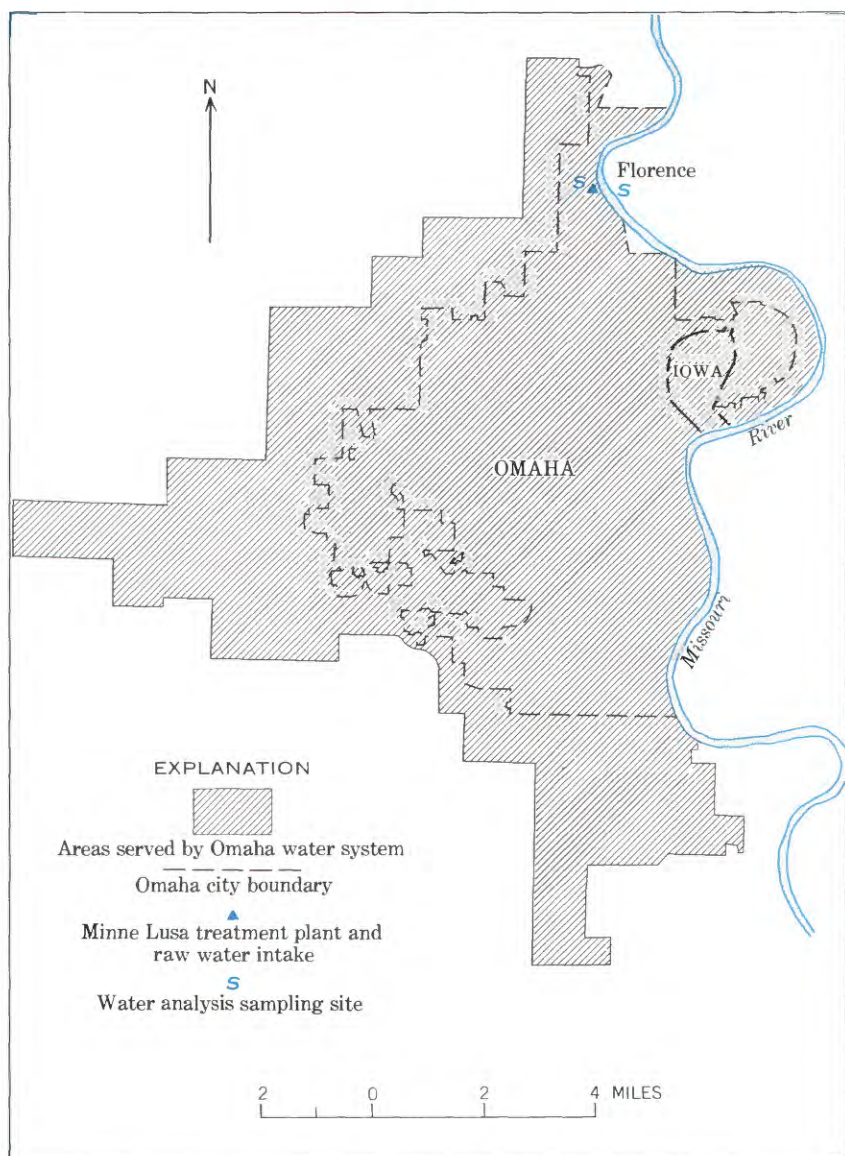 N
Florence
S
S
IOWA
River
OMAHA
Missouri
EXPLANATION
Areas served by Omaha water system
Omaha city boundary
Minne Lusa treatment plant and
raw water intake
S
Water analysis sampling site
2 0 2 4 MILES